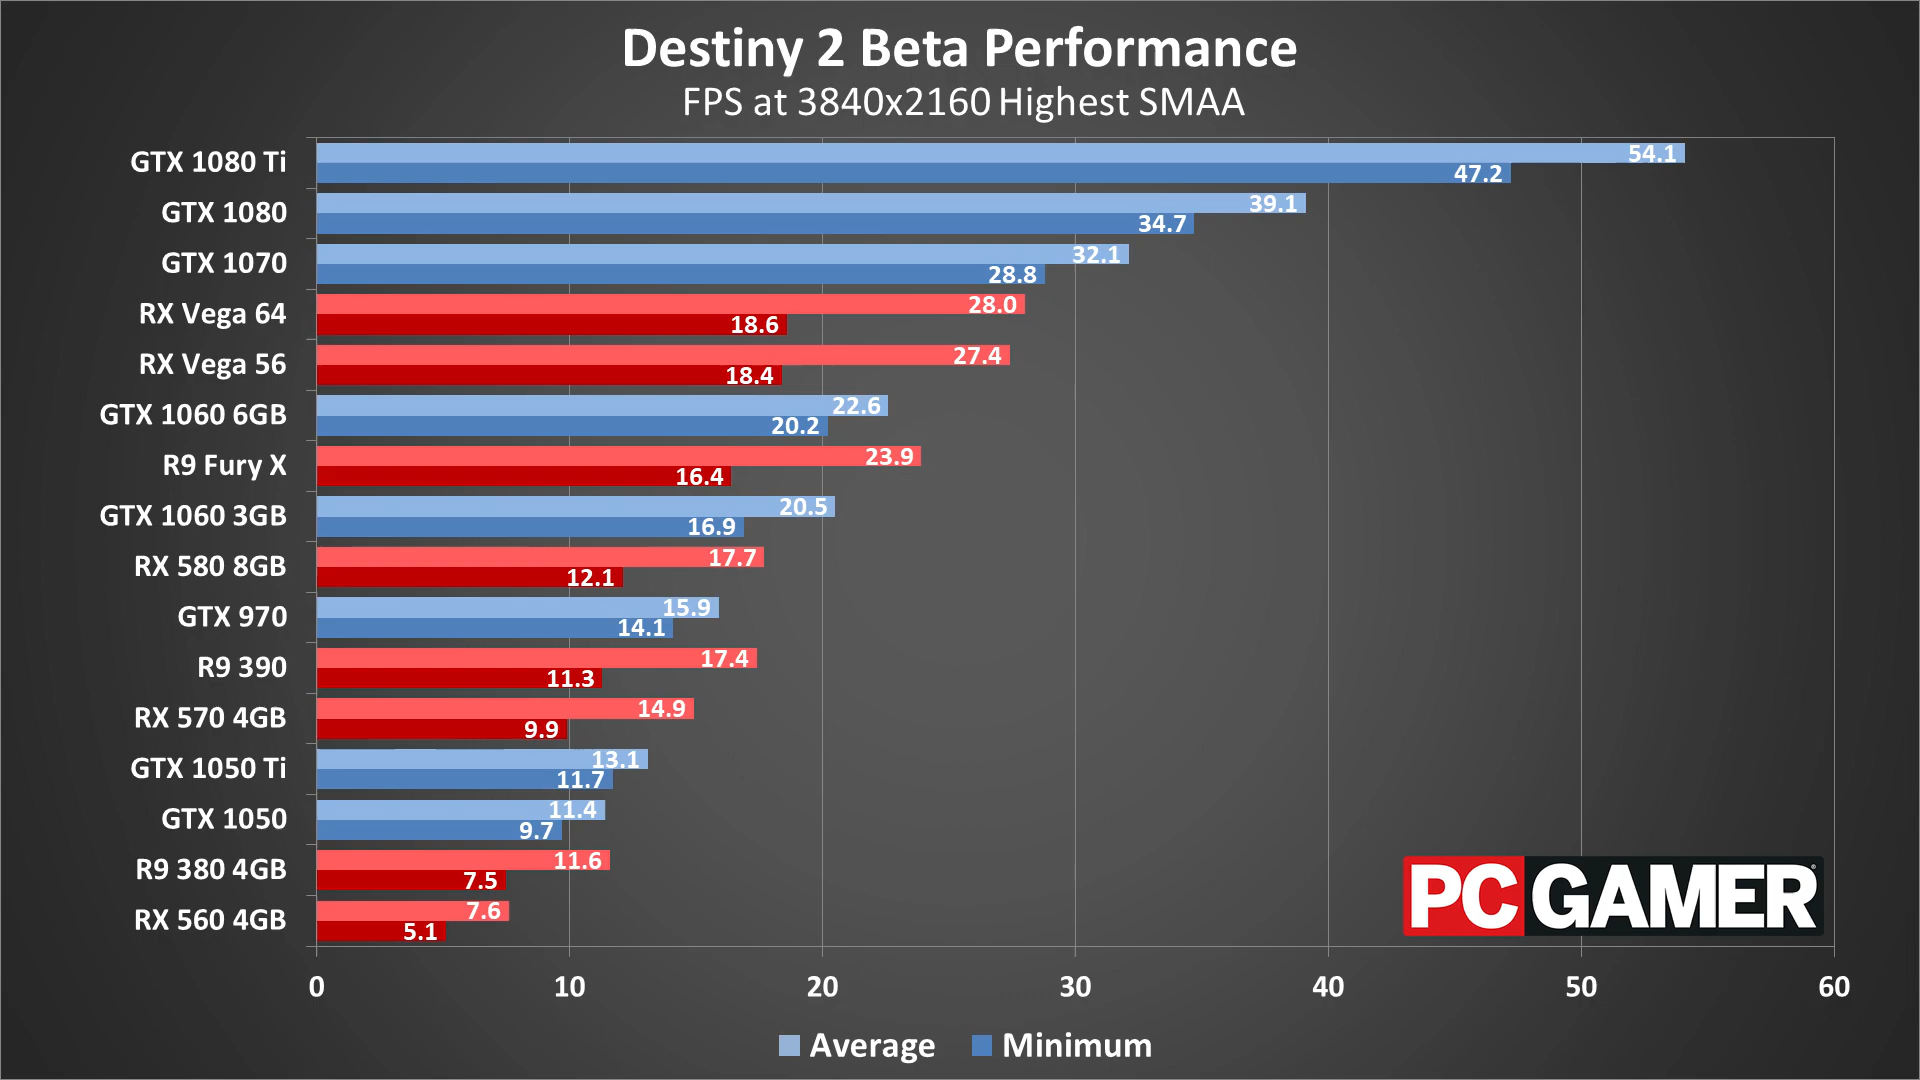 Destiny 2 Beta Performance
FPS at 3840x2160 Highest SMAA
GTX 1080 Ti 54.1
47.2
GTX 1080 39.1
34.7
GTX 1070 32.1
28.8
RX Vega 64 28.0
18.6
RX Vega 56 27.4
18.4
GTX 1060 6GB 22.6
20.2
R9 Fury X 23.9
16.4
GTX 1060 3GB 20.5
16.9
RX 580 8GB 17.7
12.1
GTX 970 15.9
14.1
R9 390 17.4
11.3
RX 570 4GB 14.9
9.9
GTX 1050 Ti 13.1
11.7
GTX 1050 11.4
9.7
R9 380 4GB 11.6
7.5
RX 560 4GB 7.6
5.1
PC GAMER
0 10 20 30 40 50 60
Average Minimum